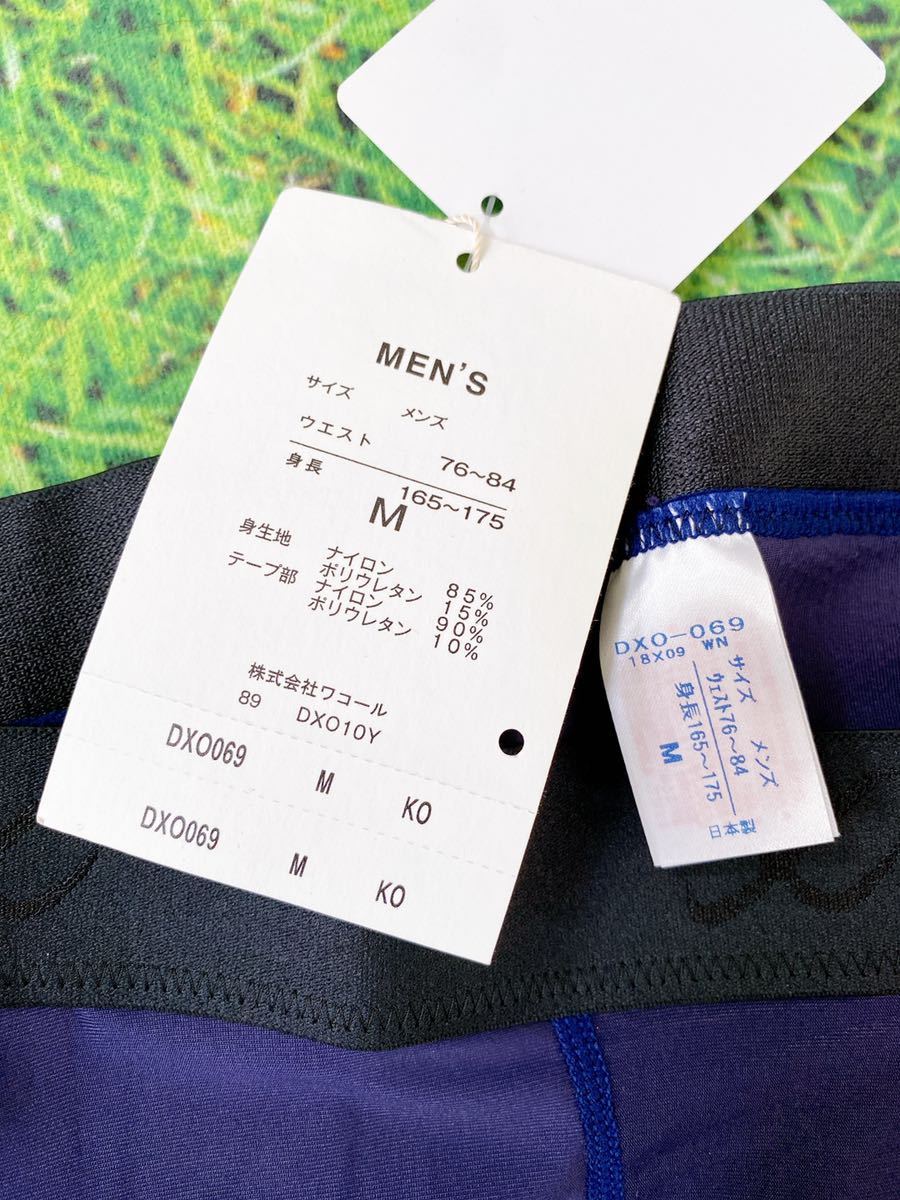 MEN'S
サイズ メンズ
ウエスト 76~84
身長 165~175
M
身生地 ナイロン 85%
ポリウレタン 15%
テープ部 ナイロン 90%
ポリウレタン 10%
株式会社ワコール
89 DXO10Y
DXO069 M KO
DXO069 M KO
DXO-069
18X09 WN
サイズ メンズ
ウェスト76~84
身長165~175
M
日本製